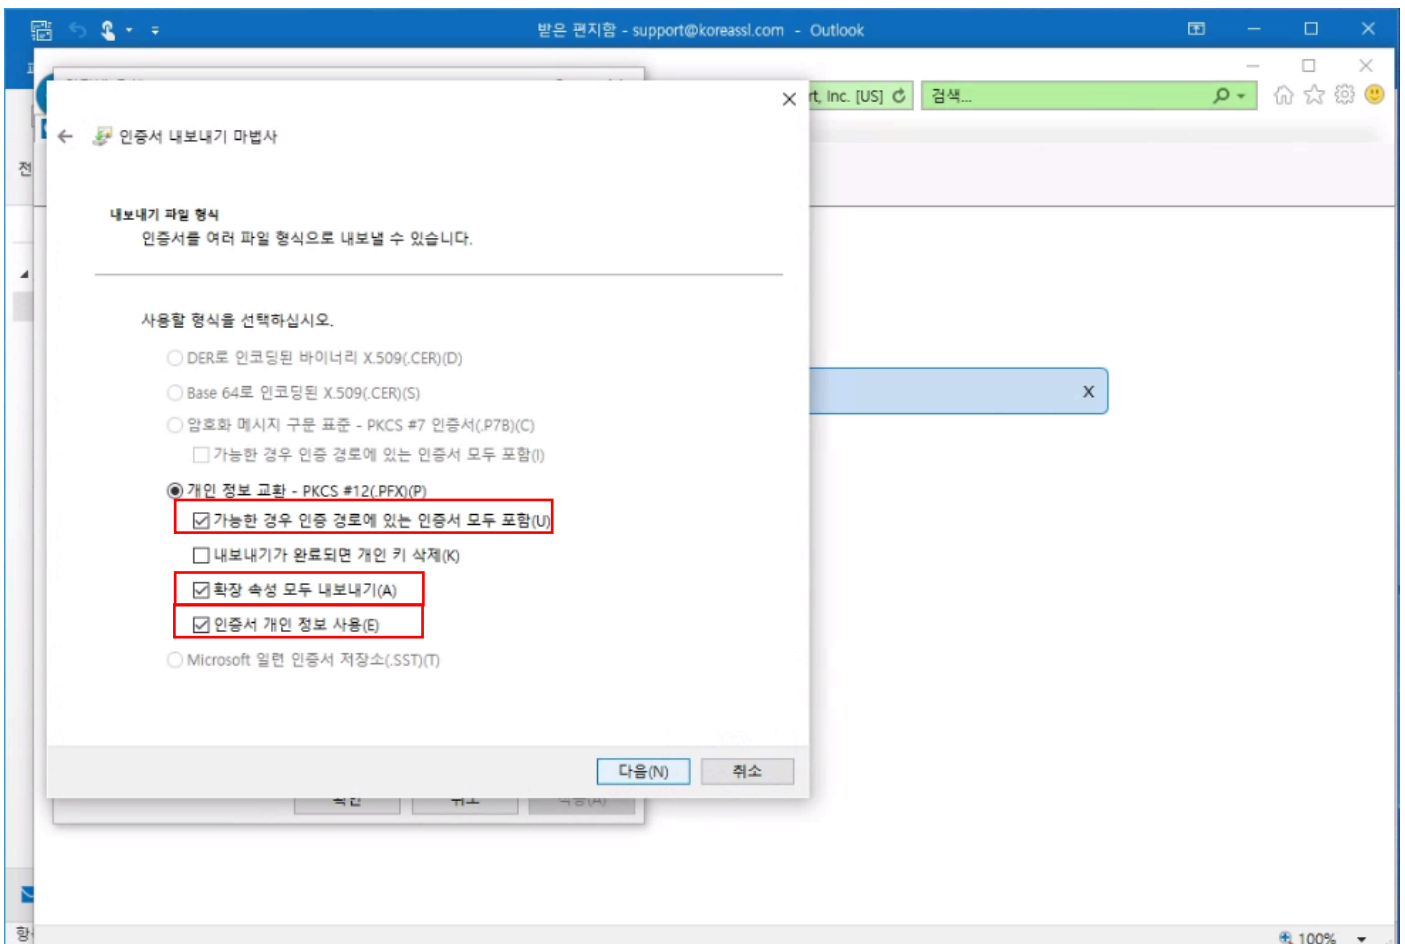 받은 편지함 - support@koreassl.com - Outlook
rt, Inc. [US]
검색...
인증서 내보내기 마법사
전
내보내기 파일 형식
인증서를 여러 파일 형식으로 내보낼 수 있습니다.
사용할 형식을 선택하십시오.
DER로 인코딩된 바이너리 X.509(.CER)(D)
Base 64로 인코딩된 X.509(.CER)(S)
암호화 메시지 구문 표준 - PKCS #7 인증서(.P7B)(C)
가능한 경우 인증 경로에 있는 인증서 모두 포함(I)
X
개인 정보 교환 - PKCS #12(.PFX)(P)
가능한 경우 인증 경로에 있는 인증서 모두 포함(U)
내보내기가 완료되면 개인 키 삭제(K)
확장 속성 모두 내보내기(A)
인증서 개인 정보 사용(E)
Microsoft 일련 인증서 저장소(.SST)(T)
다음(N)
취소
확인
취소
적용(A)
100%